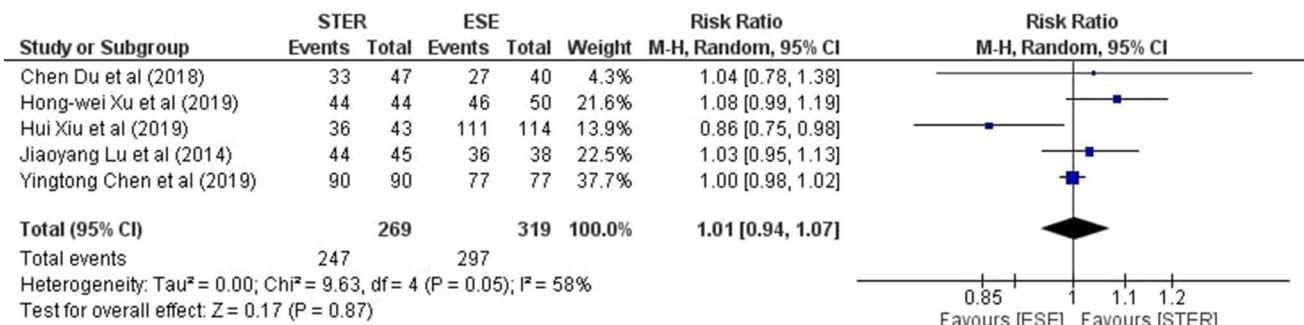 STER ESE Risk Ratio Risk Ratio
Study or Subgroup Events Total Events Total Weight M-H, Random, 95% CI M-H, Random, 95% CI
Chen Du et al (2018) 33 47 27 40 4.3% 1.04 [0.78, 1.38]
Hong-wei Xu et al (2019) 44 44 46 50 21.6% 1.08 [0.99, 1.19]
Hui Xiu et al (2019) 36 43 111 114 13.9% 0.86 [0.75, 0.98]
Jiaoyang Lu et al (2014) 44 45 36 38 22.5% 1.03 [0.95, 1.13]
Yingtong Chen et al (2019) 90 90 77 77 37.7% 1.00 [0.98, 1.02]
Total (95% CI) 269 319 100.0% 1.01 [0.94, 1.07]
Total events 247 297
Heterogeneity: Tau² = 0.00; Chi² = 9.63, df = 4 (P = 0.05); I² = 58%
Test for overall effect: Z = 0.17 (P = 0.87)
0.85 1 1.1 1.2
Favours [ESE] Favours [STER]